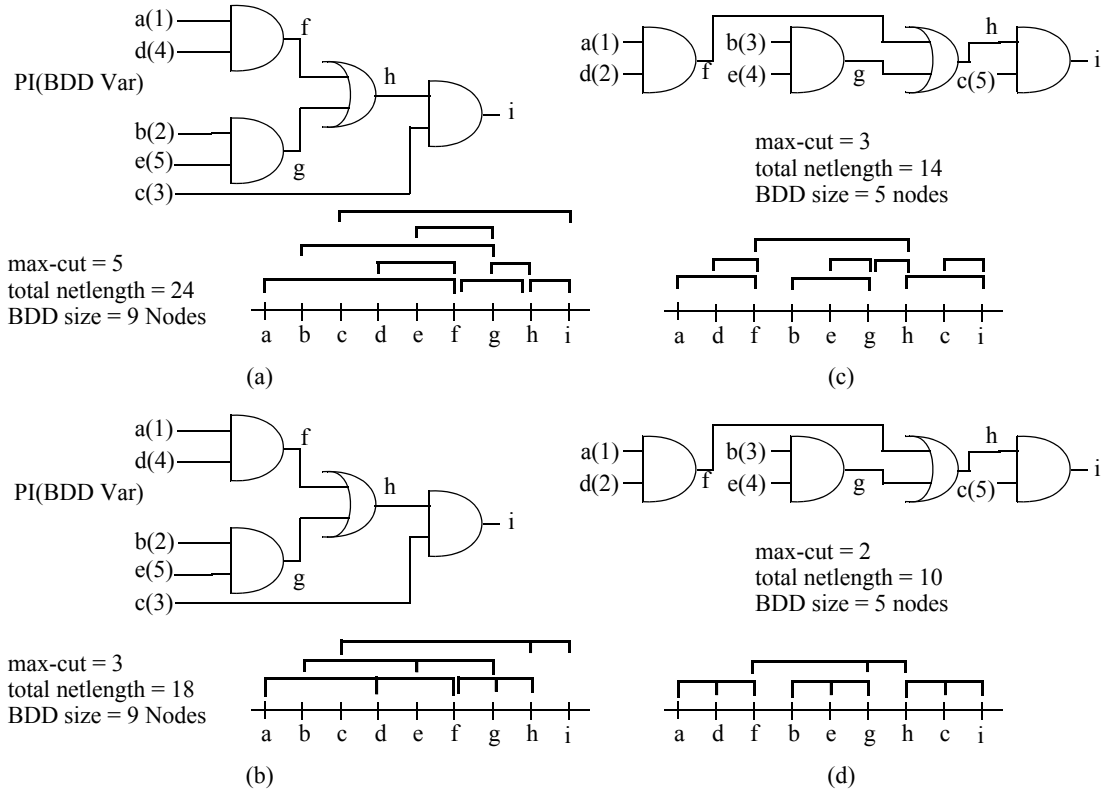 a(1)
f
d(4)
PI(BDD Var)
h
i
b(2)
e(5)
g
c(3)
max-cut = 5
total netlength = 24
BDD size = 9 Nodes
a b c d e f g h i
(a)
a(1)
d(2)
f
b(3)
e(4)
g
h
c(5)
i
max-cut = 3
total netlength = 14
BDD size = 5 nodes
a d f b e g h c i
(c)
a(1)
f
d(4)
PI(BDD Var)
h
i
b(2)
e(5)
g
c(3)
max-cut = 3
total netlength = 18
BDD size = 9 Nodes
a b c d e f g h i
(b)
a(1)
d(2)
f
b(3)
e(4)
g
h
c(5)
i
max-cut = 2
total netlength = 10
BDD size = 5 nodes
a d f b e g h c i
(d)